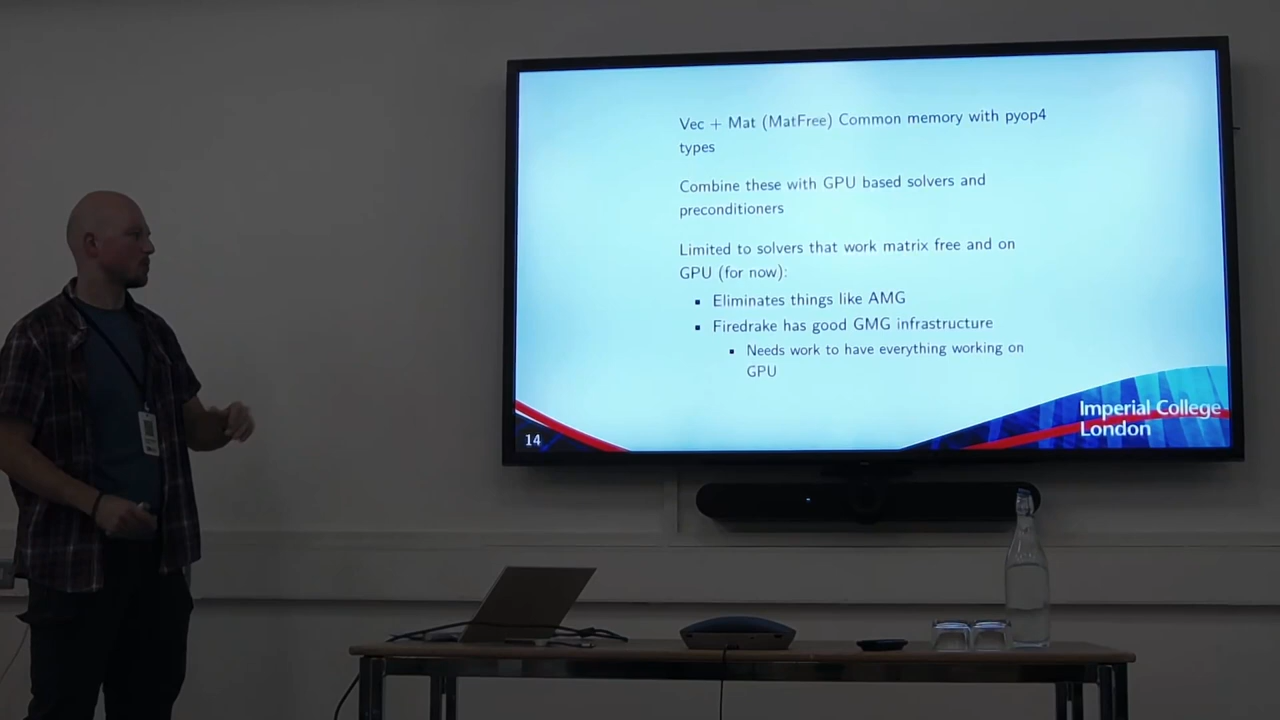 Vec + Mat (MatFree) Common memory with pyop4
types
Combine these with GPU based solvers and
preconditioners
Limited to solvers that work matrix free and on
GPU (for now):
▪ Eliminates things like AMG
▪ Firedrake has good GMG infrastructure
▪ Needs work to have everything working on
GPU
14
Imperial College
London